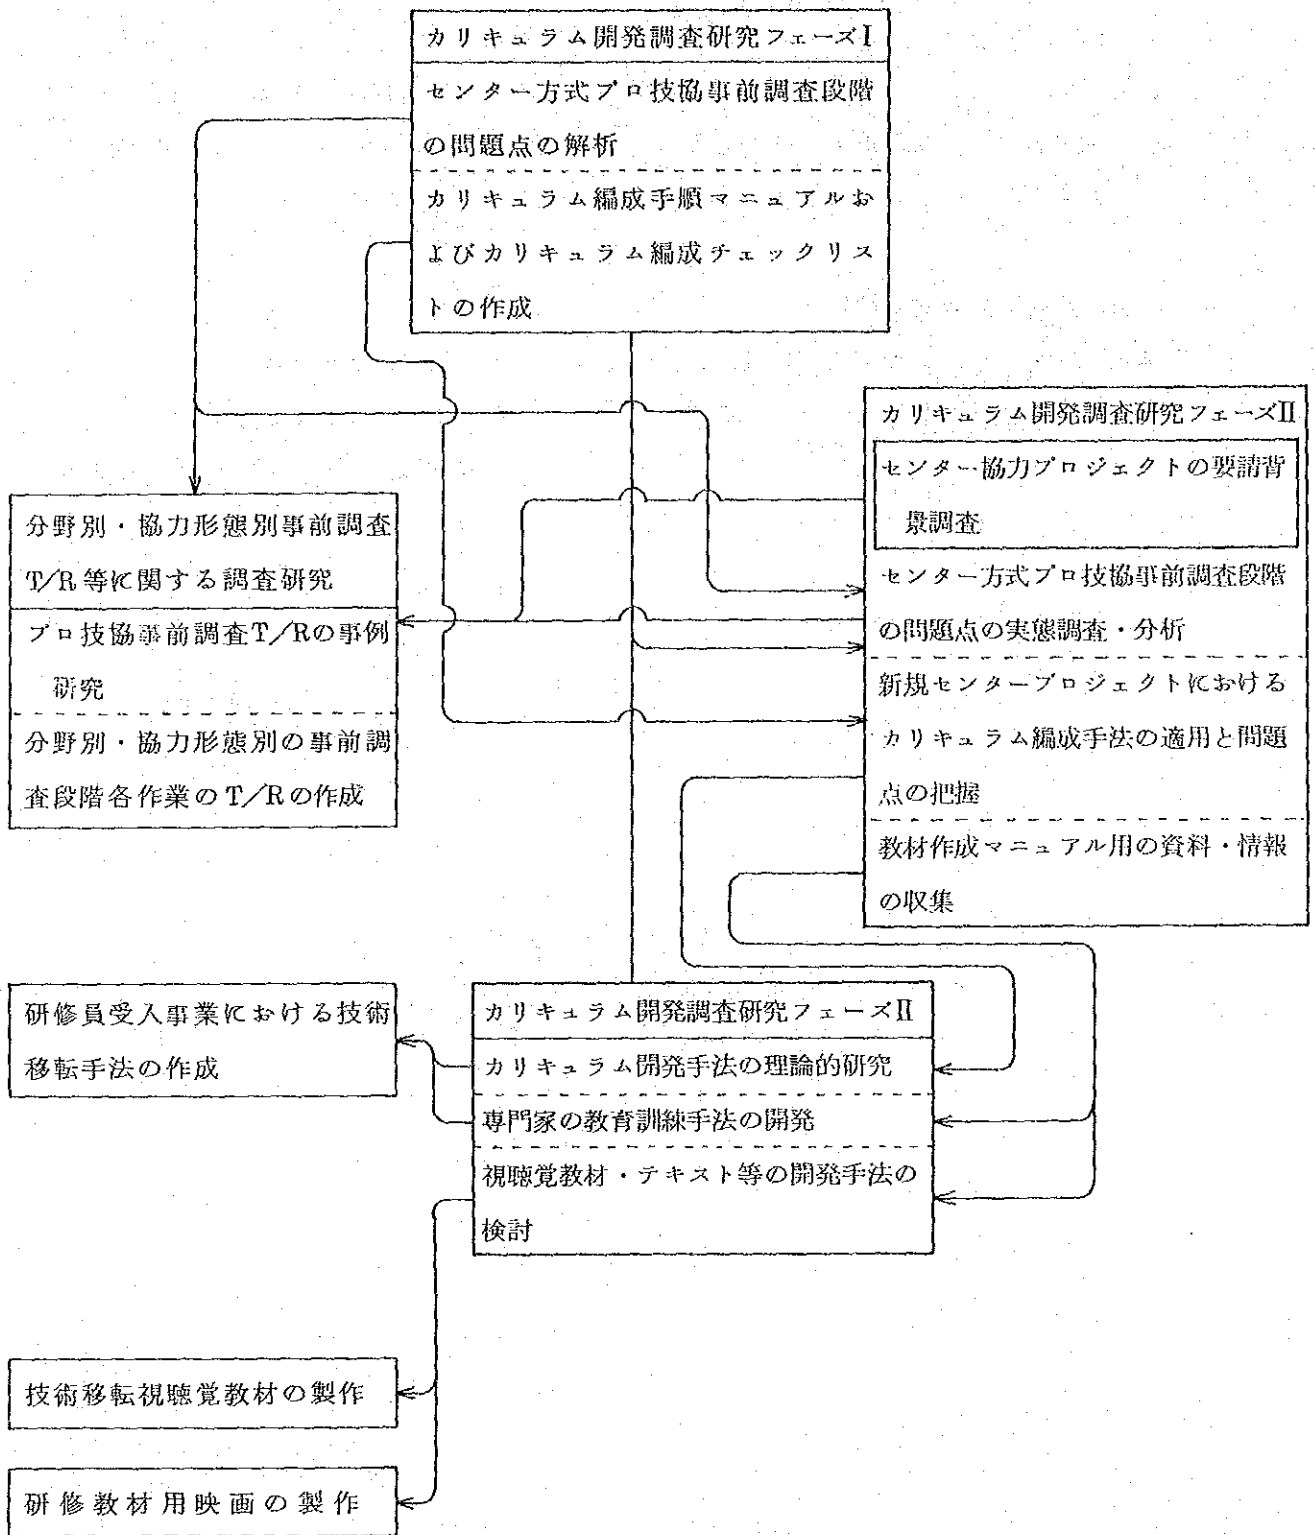 カリキュラム開発調査研究フェーズI
センター方式プロ技協事前調査段階
の問題点の解析
カリキュラム編成手順マニュアルお
よびカリキュラム編成チェックリス
トの作成
カリキュラム開発調査研究フェーズII
センター協力プロジェクトの要請背
景調査
センター方式プロ技協事前調査段階
の問題点の実態調査・分析
新規センタープロジェクトにおける
カリキュラム編成手法の適用と問題
点の把握
教材作成マニュアル用の資料・情報
の収集
分野別・協力形態別事前調査
T/R等に関する調査研究
プロ技協事前調査T/Rの事例
研究
分野別・協力形態別の事前調
査段階各作業のT/Rの作成
研修員受入事業における技術
移転手法の作成
カリキュラム開発調査研究フェーズII
カリキュラム開発手法の理論的研究
専門家の教育訓練手法の開発
視聴覚教材・テキスト等の開発手法の
検討
技術移転視聴覚教材の製作
研修教材用映画の製作